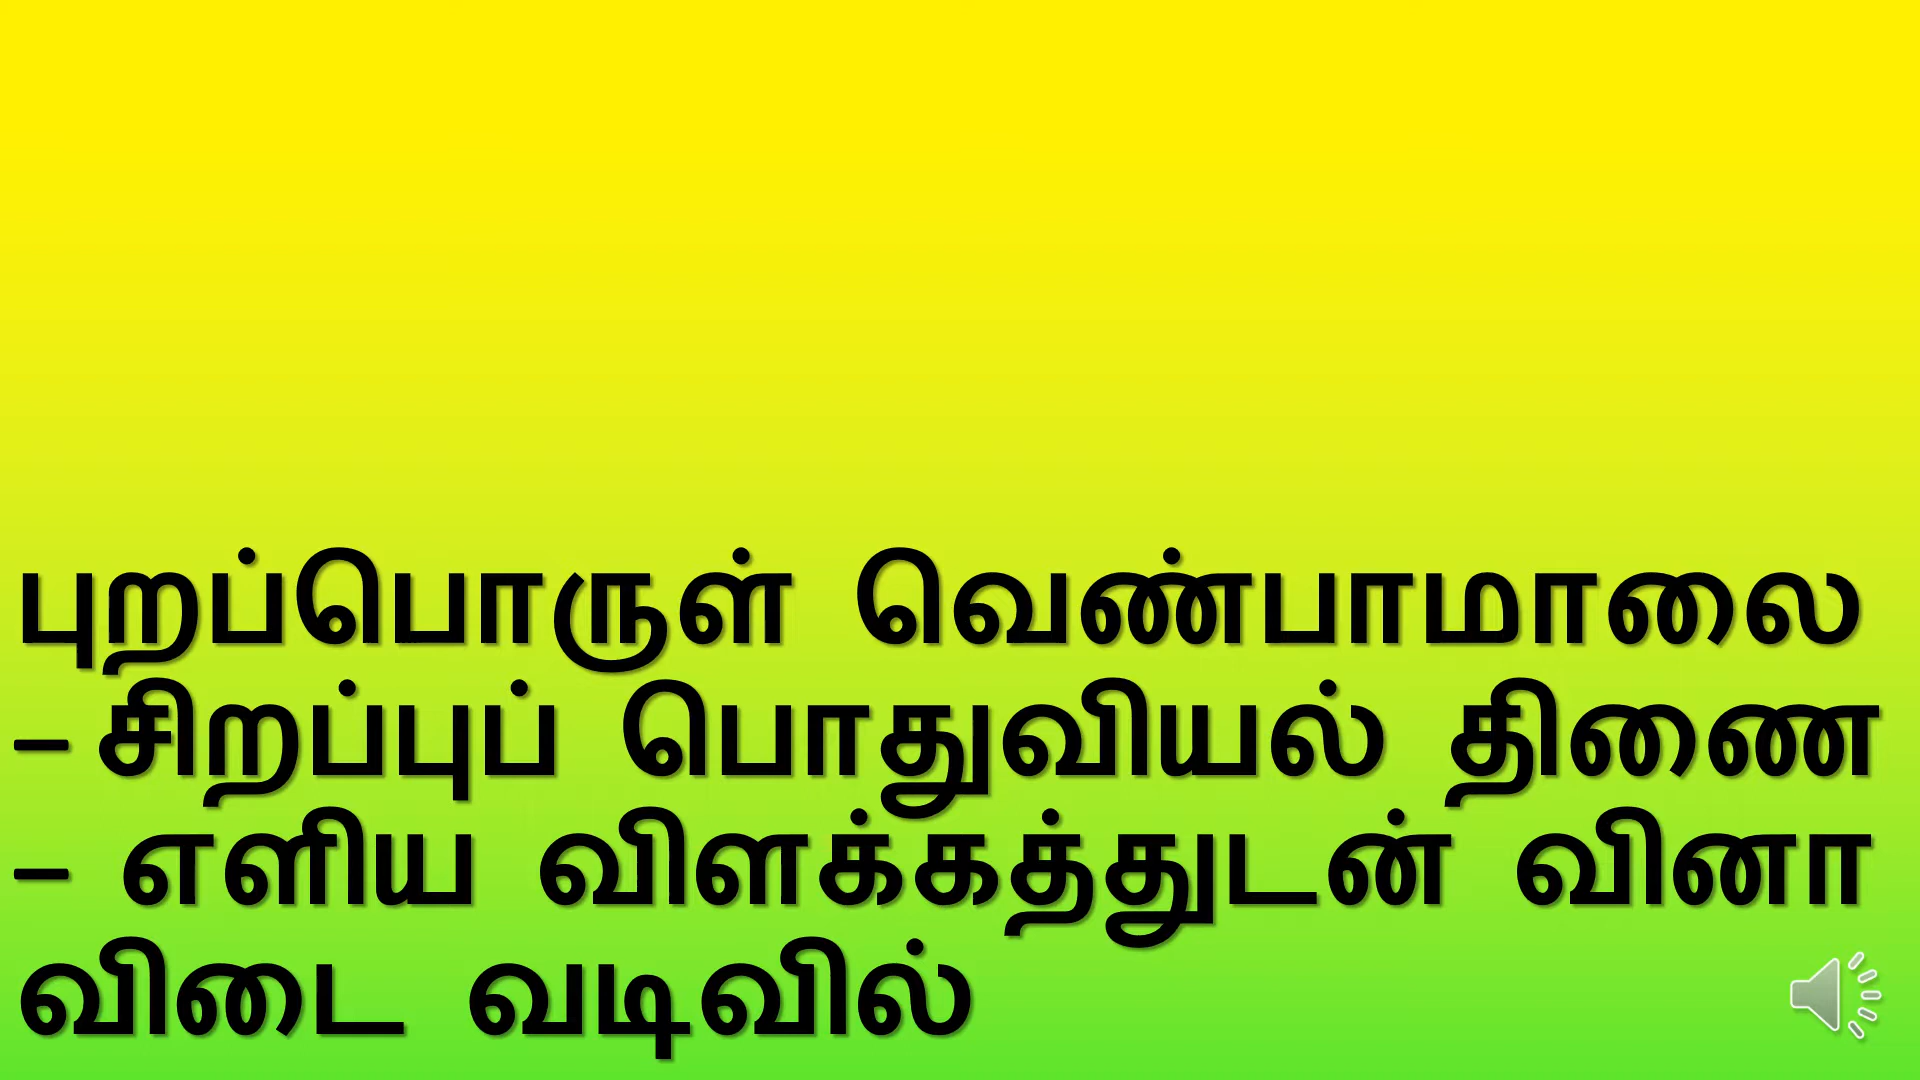 புறப்பொருள் வெண்பாமாலை
– சிறப்புப் பொதுவியல் திணை
– எளிய விளக்கத்துடன் வினா
விடை வடிவில்